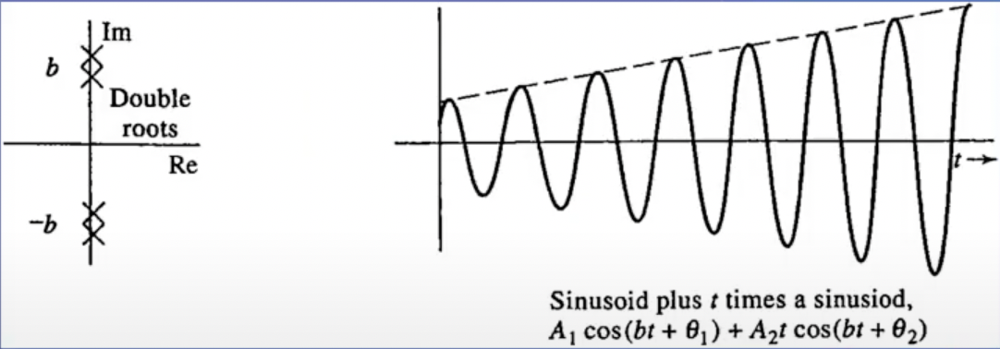 Im
b
Double
roots
Re
-b
t→
Sinusoid plus t times a sinusiod,
A₁ cos(bt + θ₁) + A₂t cos(bt + θ₂)